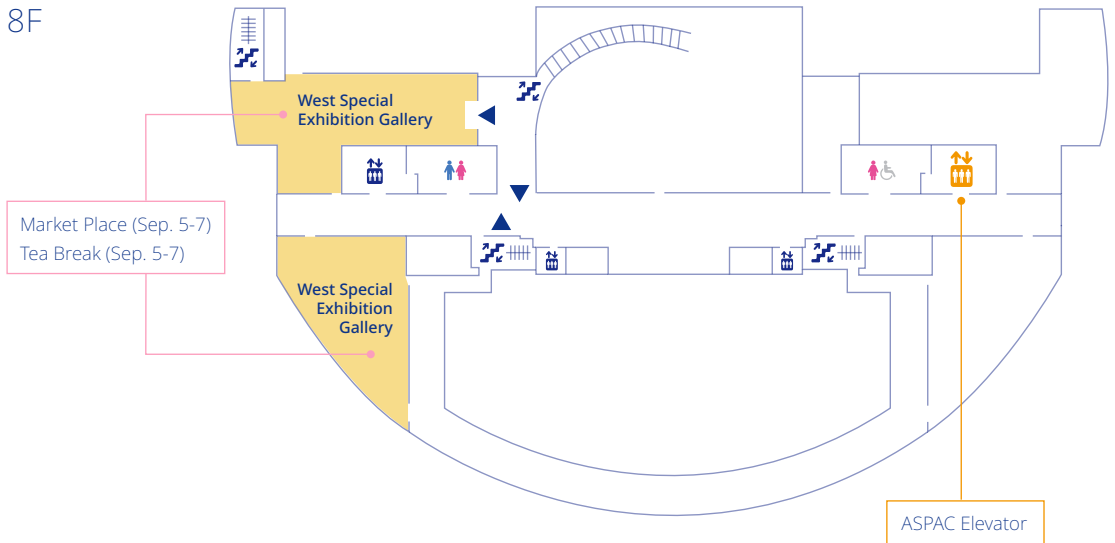 8F
West Special
Exhibition Gallery
Market Place (Sep. 5-7)
Tea Break (Sep. 5-7)
West Special
Exhibition
Gallery
ASPAC Elevator